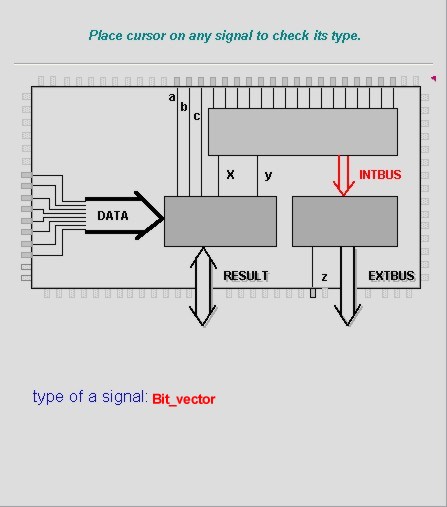 Place cursor on any signal to check its type.
a
b
c
X
y
INTBUS
DATA
RESULT
z
EXTBUS
type of a signal: Bit_vector